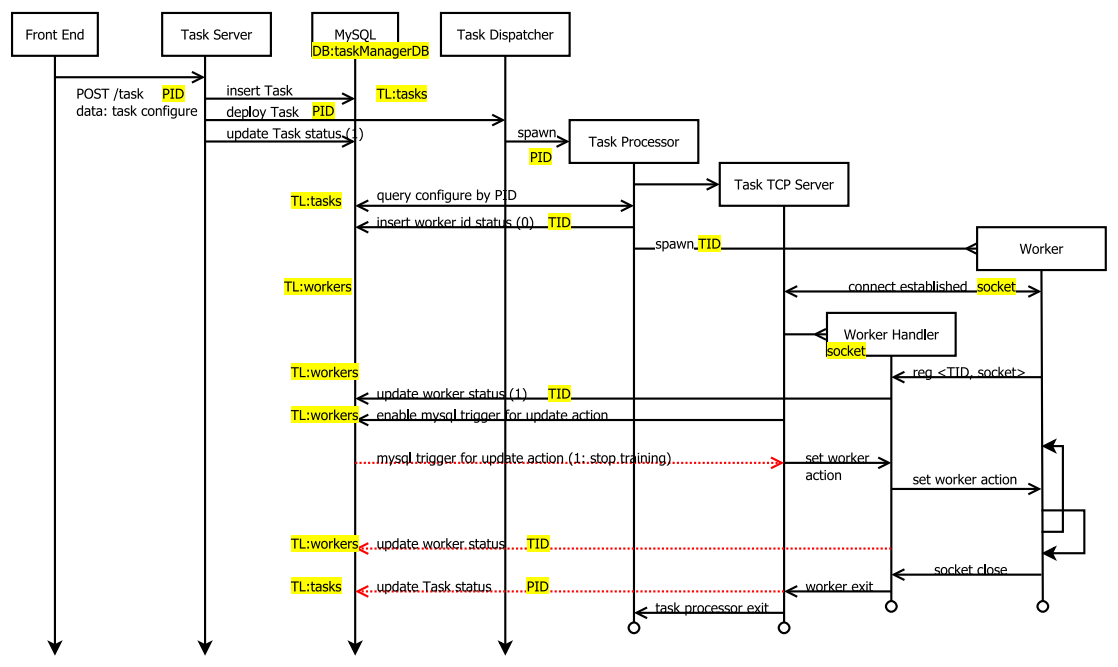 Front End
Task Server
MySQL
DB:taskManagerDB
Task Dispatcher
POST /task PID
data: task configure
insert Task
TL:tasks
deploy Task PID
update Task status (1)
spawn
PID
Task Processor
Task TCP Server
TL:tasks
query configure by PID
insert worker id status (0) TID
spawn TID
Worker
TL:workers
connect established socket
Worker Handler
socket
TL:workers
reg <TID, socket>
update worker status (1) TID
TL:workers
enable mysql trigger for update action
mysql trigger for update action (1: stop training)
set worker
action
set worker action
TL:workers
update worker status TID
socket close
TL:tasks
update Task status PID
worker exit
task processor exit